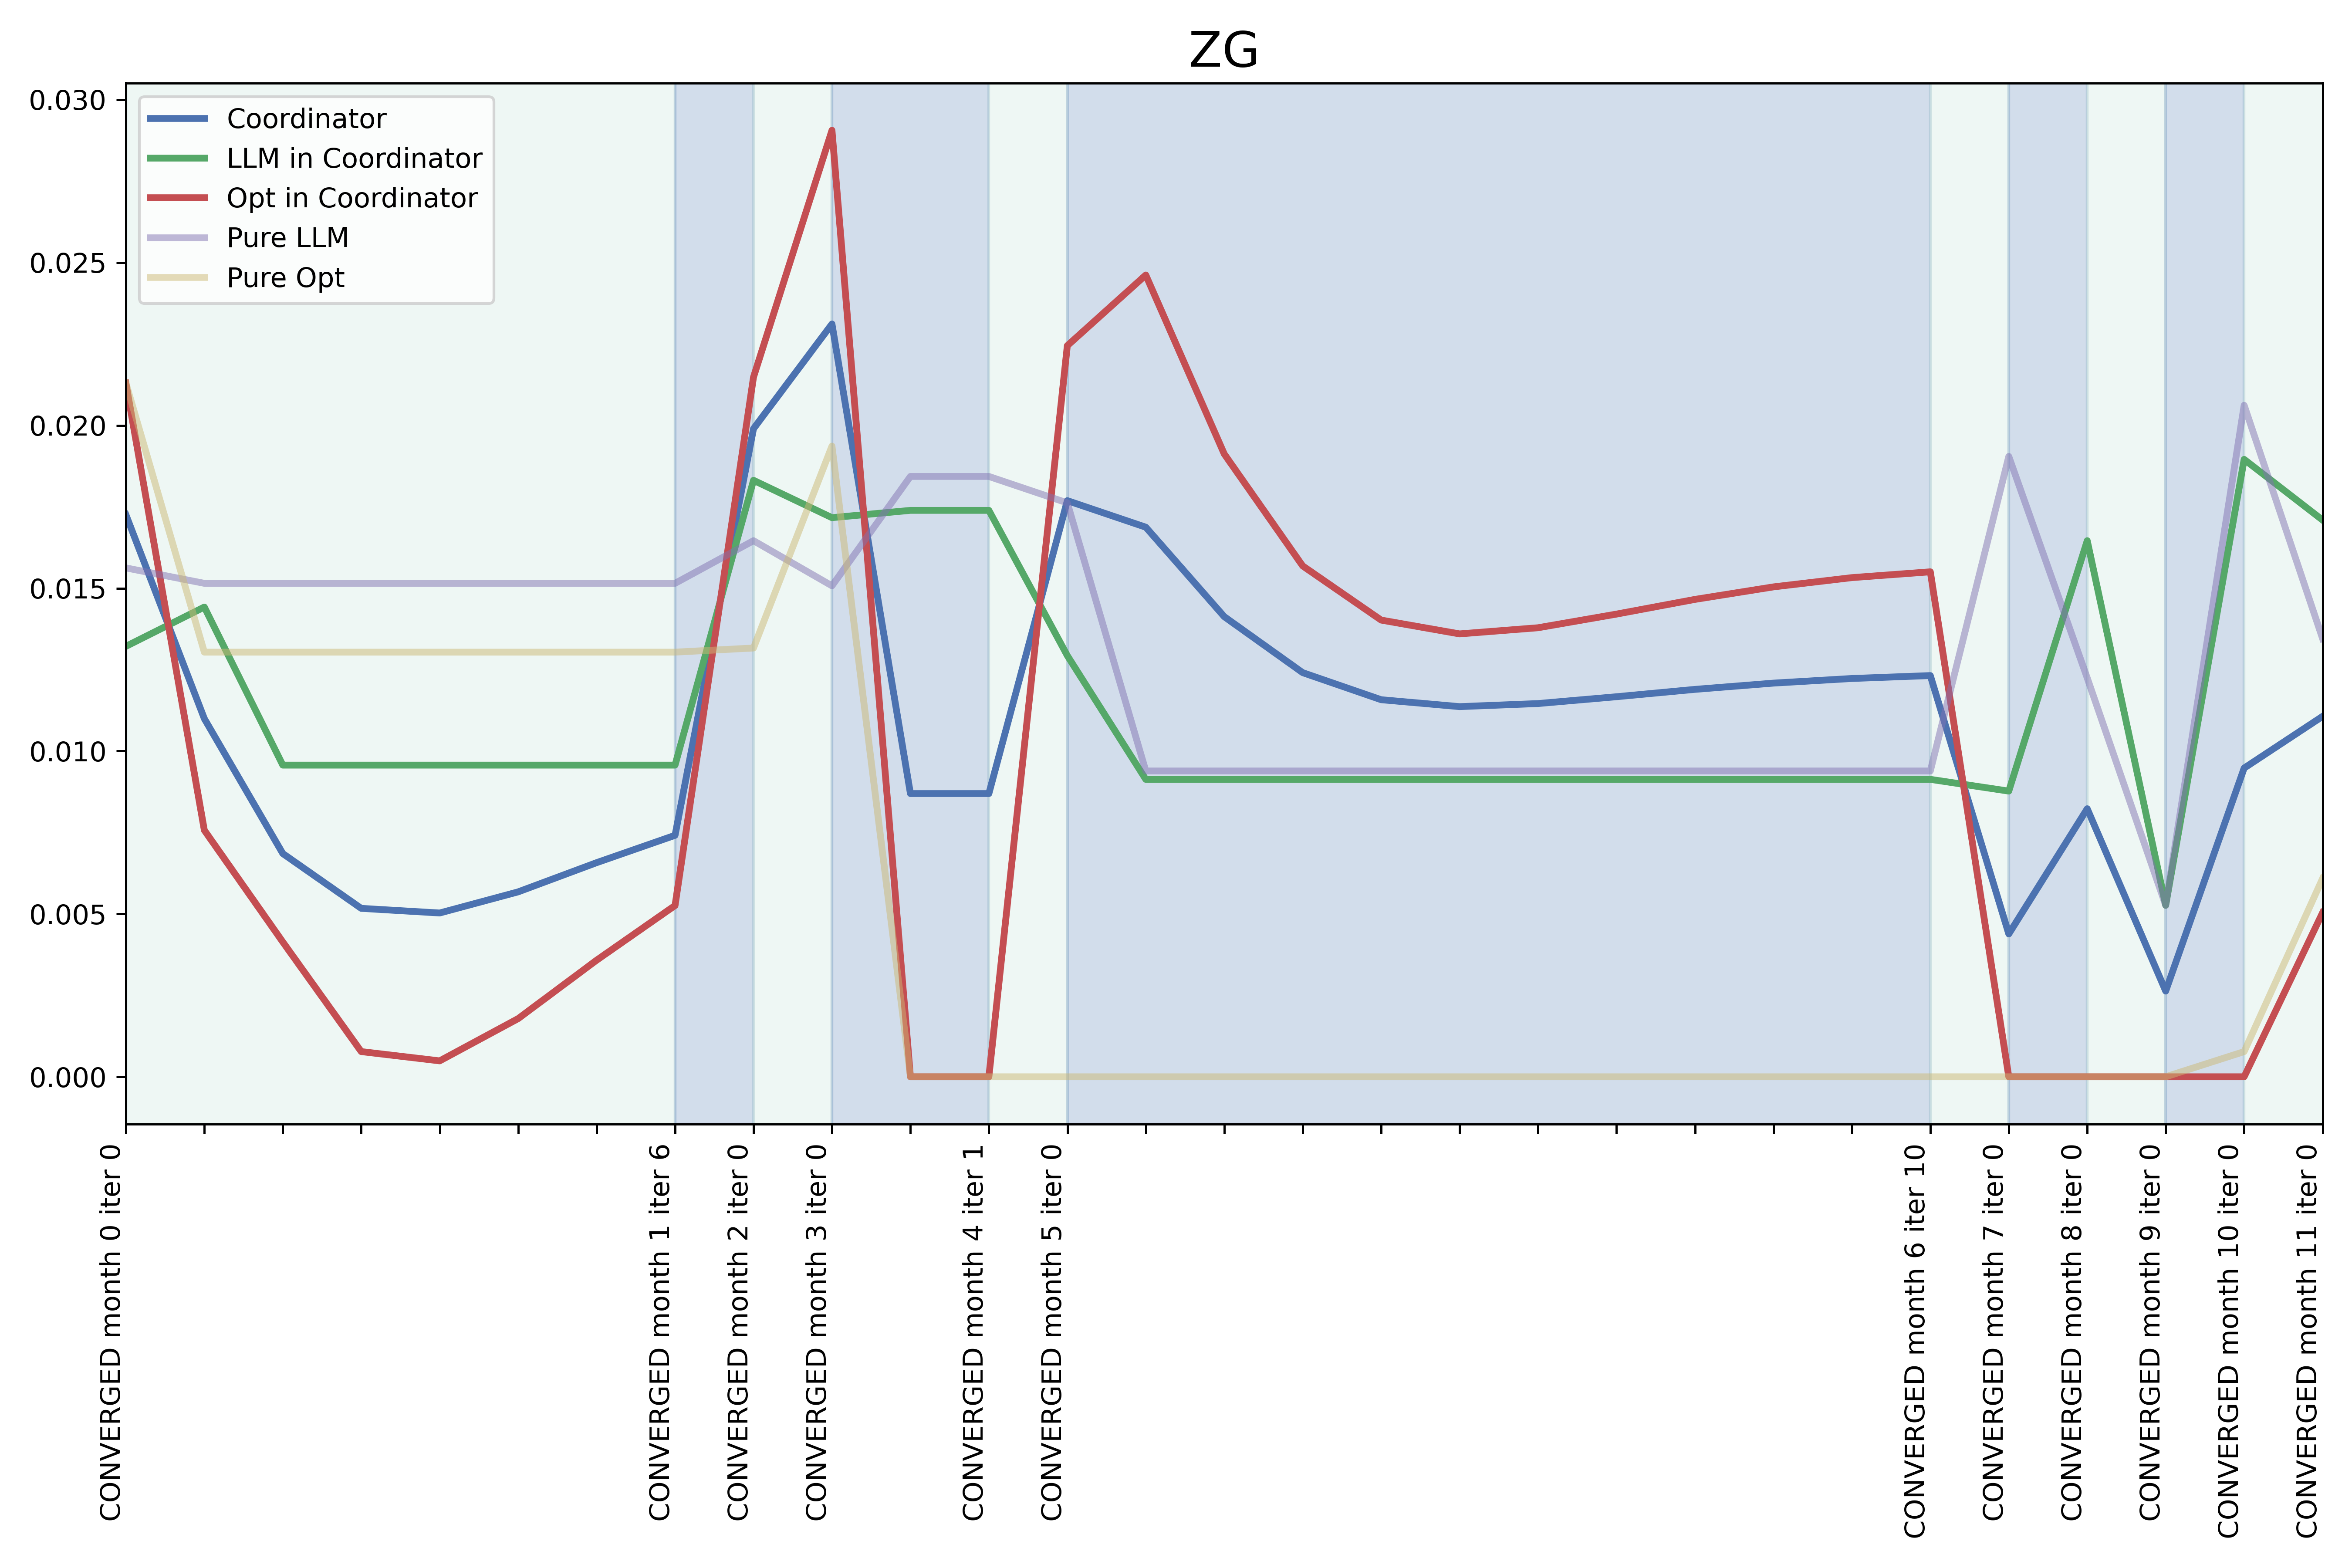 ZG
0.030
0.025
0.020
0.015
0.010
0.005
0.000
Coordinator
LLM in Coordinator
Opt in Coordinator
Pure LLM
Pure Opt
CONVERGED month 0 iter 0
CONVERGED month 1 iter 6
CONVERGED month 2 iter 0
CONVERGED month 3 iter 0
CONVERGED month 4 iter 1
CONVERGED month 5 iter 0
CONVERGED month 6 iter 10
CONVERGED month 7 iter 0
CONVERGED month 8 iter 0
CONVERGED month 9 iter 0
CONVERGED month 10 iter 0
CONVERGED month 11 iter 0